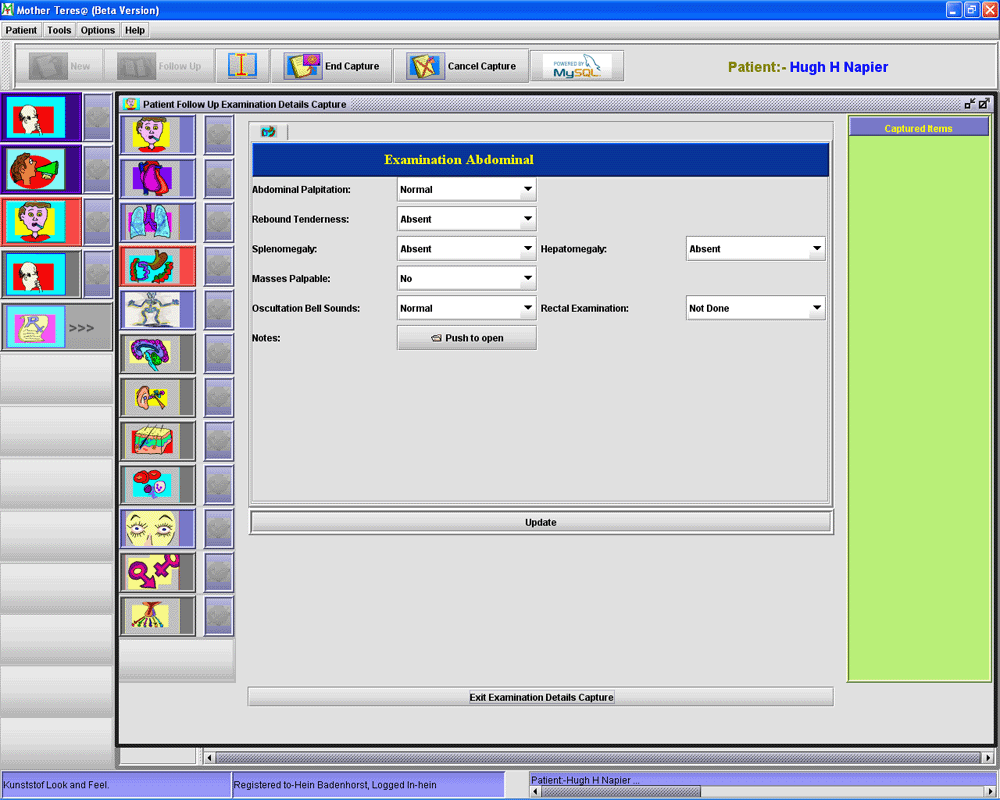 Mother Teres@ (Beta Version)
Patient Tools Options Help
New Follow Up End Capture Cancel Capture POWERED BY MySQL Patient:- Hugh H Napier
Patient Follow Up Examination Details Capture
Captured Items
Examination Abdominal
Abdominal Palpitation: Normal
Rebound Tenderness: Absent
Splenomegaly: Absent Hepatomegaly: Absent
Masses Palpable: No
Oscultation Bell Sounds: Normal Rectal Examination: Not Done
Notes: Push to open
>>>
Update
Exit Examination Details Capture
Kunststof Look and Feel. Registered to-Hein Badenhorst, Logged In-hein Patient:-Hugh H Napier ...